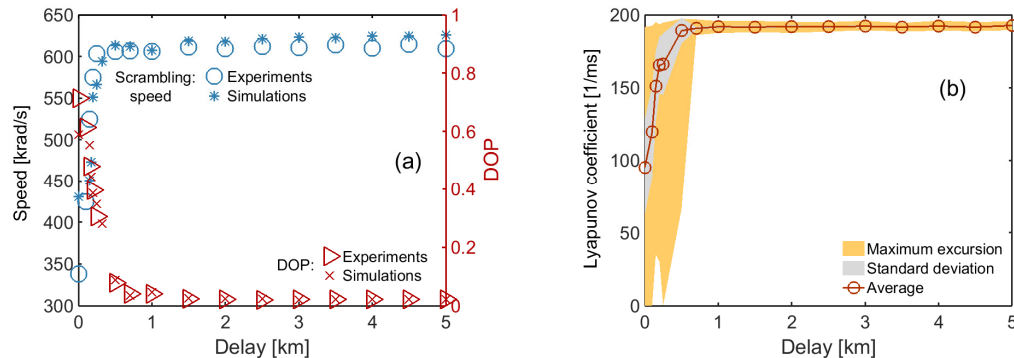 650
600
550
500
450
400
350
300
Speed [krad/s]
Scrambling: Experiments
speed Simulations
(a)
DOP: Experiments
Simulations
1
0.8
0.6
0.4
0.2
0
DOP
0 1 2 3 4 5
Delay [km]
200
150
100
50
0
Lyapunov coefficient [1/ms]
(b)
Maximum excursion
Standard deviation
Average
0 1 2 3 4 5
Delay [km]